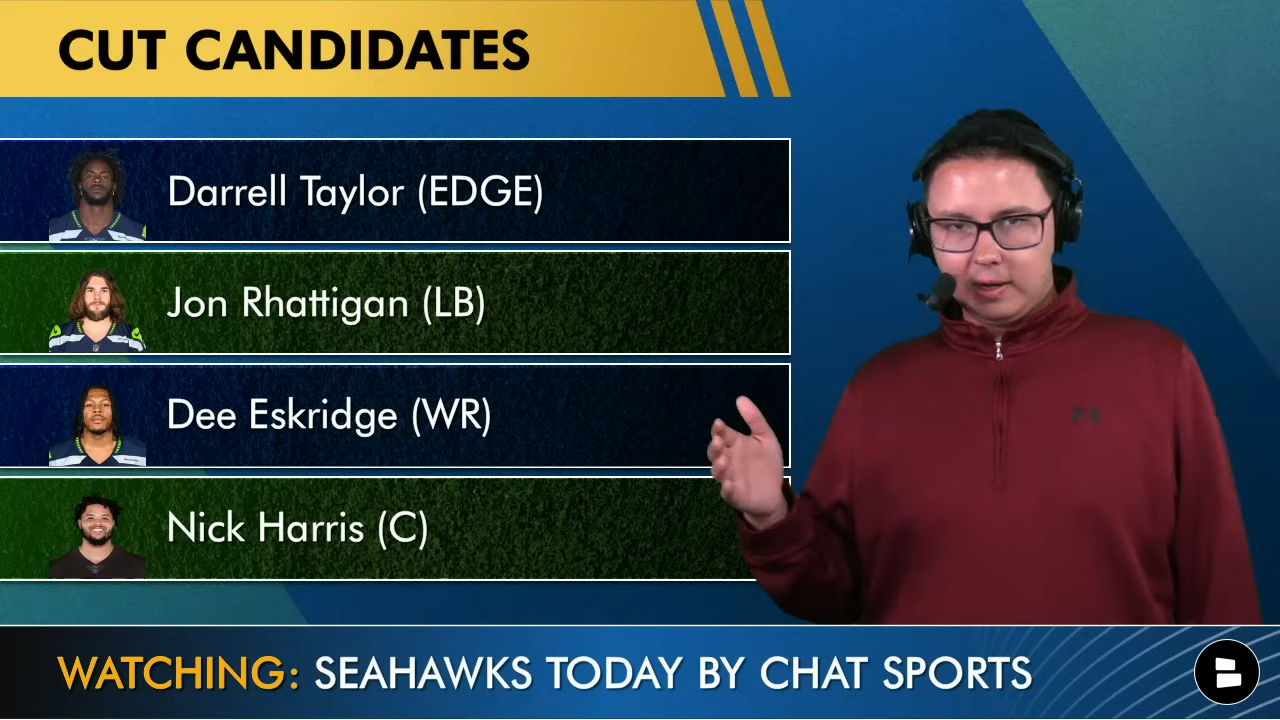 CUT CANDIDATES
Darrell Taylor (EDGE)
Jon Rhattigan (LB)
Dee Eskridge (WR)
Nick Harris (C)
WATCHING: SEAHAWKS TODAY BY CHAT SPORTS